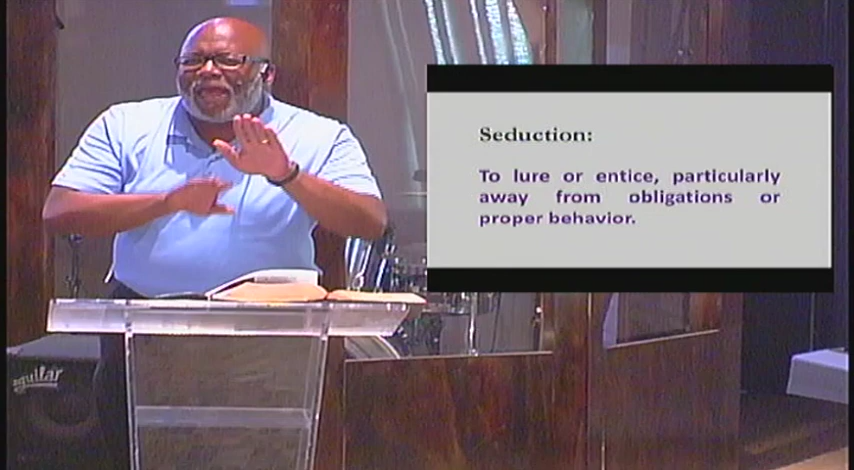 Seduction:
To lure or entice, particularly
away from obligations or
proper behavior.
aguilar